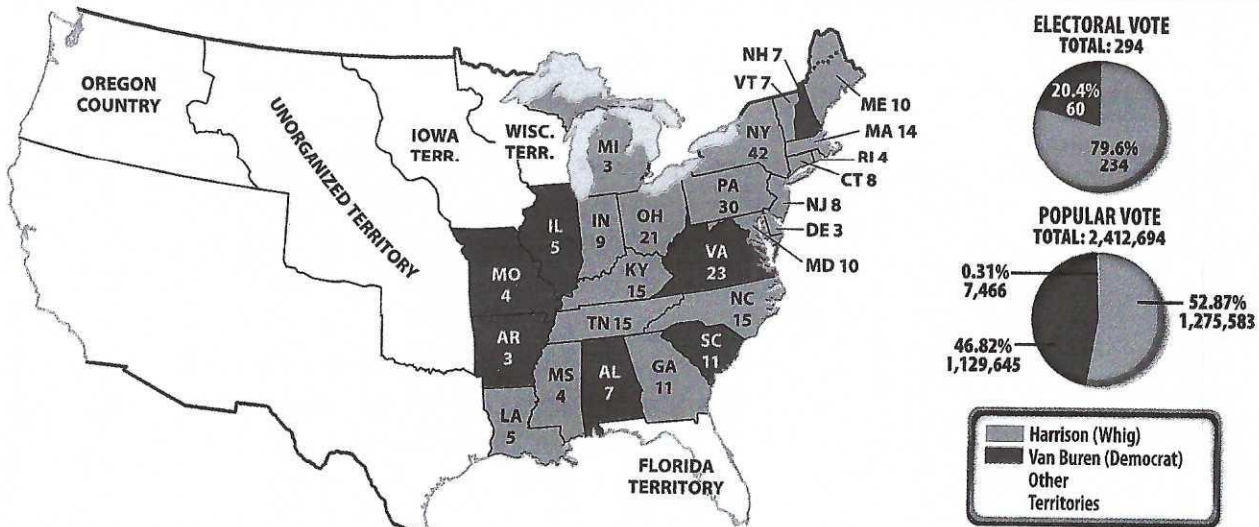 OREGON
COUNTRY
UNORGANIZED TERRITORY
IOWA
TERR.
WISC.
TERR.
MI
3
IL
5
IN
9
OH
21
MO
4
KY
15
VA
23
AR
3
TN 15
NC
15
SC
11
MS
4
AL
7
GA
11
LA
5
FLORIDA
TERRITORY
NY
42
PA
30
NH 7
VT 7
ME 10
MA 14
RI 4
CT 8
NJ 8
DE 3
MD 10
ELECTORAL VOTE
TOTAL: 294
20.4%
60
79.6%
234
POPULAR VOTE
TOTAL: 2,412,694
0.31%
7,466
52.87%
1,275,583
46.82%
1,129,645
Harrison (Whig)
Van Buren (Democrat)
Other
Territories